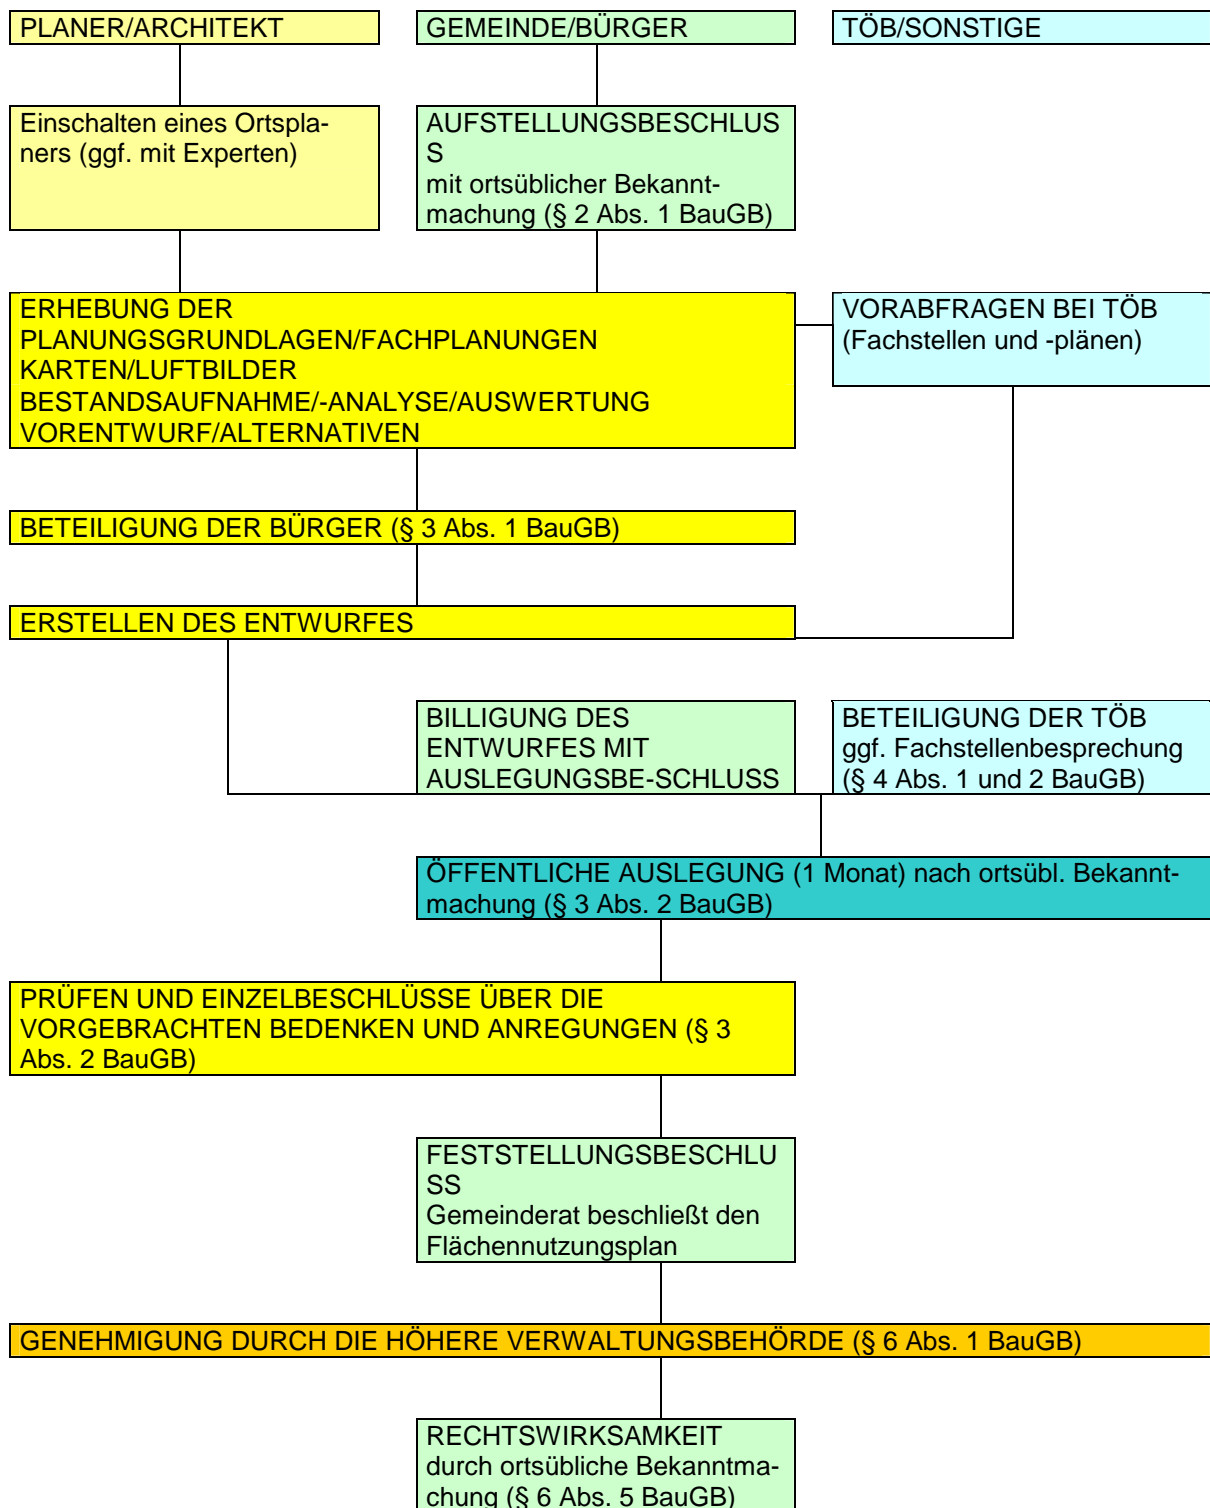 PLANER/ARCHITEKT
GEMEINDE/BÜRGER
TÖB/SONSTIGE
Einschalten eines Ortspla-
ners (ggf. mit Experten)
AUFSTELLUNGSBESCHLUS
S
mit ortsüblicher Bekannt-
machung (§ 2 Abs. 1 BauGB)
ERHEBUNG DER
PLANUNGSGRUNDLAGEN/FACHPLANUNGEN
KARTEN/LUFTBILDER
BESTANDSAUFNAHME/-ANALYSE/AUSWERTUNG
VORENTWURF/ALTERNATIVEN
VORABFRAGEN BEI TÖB
(Fachstellen und -plänen)
BETEILIGUNG DER BÜRGER (§ 3 Abs. 1 BauGB)
ERSTELLEN DES ENTWURFES
BILLIGUNG DES
ENTWURFES MIT
AUSLEGUNGSBE-SCHLUSS
BETEILIGUNG DER TÖB
ggf. Fachstellenbesprechung
(§ 4 Abs. 1 und 2 BauGB)
ÖFFENTLICHE AUSLEGUNG (1 Monat) nach ortsübl. Bekannt-
machung (§ 3 Abs. 2 BauGB)
PRÜFEN UND EINZELBESCHLÜSSE ÜBER DIE
VORGEBRACHTEN BEDENKEN UND ANREGUNGEN (§ 3
Abs. 2 BauGB)
FESTSTELLUNGSBESCHLU
SS
Gemeinderat beschließt den
Flächennutzungsplan
GENEHMIGUNG DURCH DIE HÖHERE VERWALTUNGSBEHÖRDE (§ 6 Abs. 1 BauGB)
RECHTSWIRKSAMKEIT
durch ortsübliche Bekanntma-
chung (§ 6 Abs. 5 BauGB)